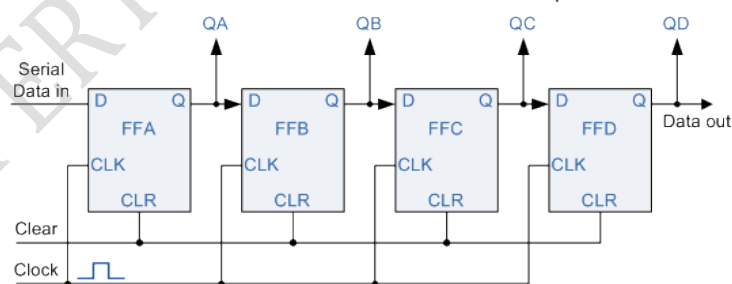 QA QB QC QD
Serial
Data in
D Q D Q D Q D Q
FFA FFB FFC FFD
Data out
CLK CLK CLK CLK
CLR CLR CLR CLR
Clear
Clock